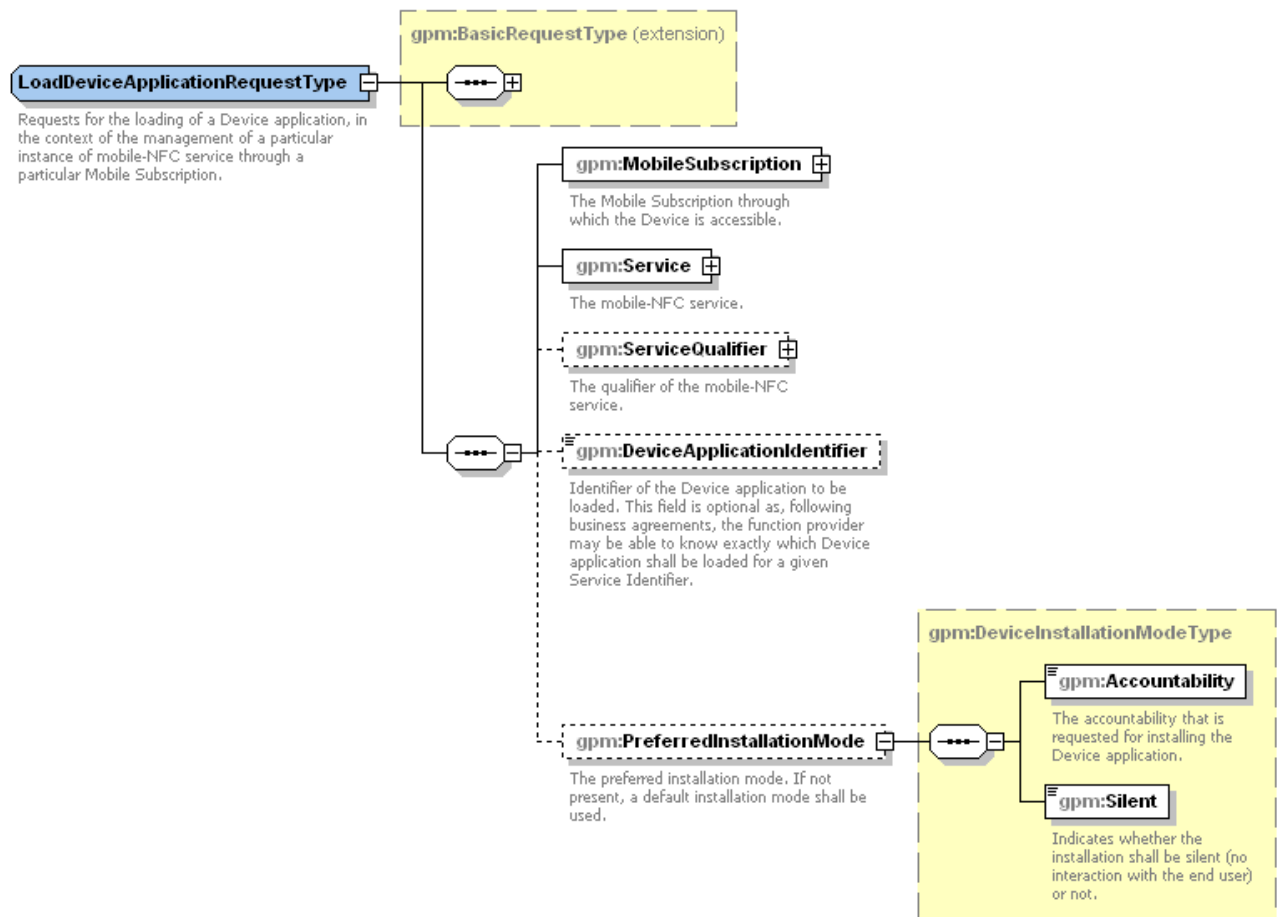 gpm:BasicRequestType (extension)
LoadDeviceApplicationRequestType
Requests for the loading of a Device application, in
the context of the management of a particular
instance of mobile-NFC service through a
particular Mobile Subscription.
gpm:MobileSubscription
The Mobile Subscription through
which the Device is accessible.
gpm:Service
The mobile-NFC service.
gpm:ServiceQualifier
The qualifier of the mobile-NFC
service.
gpm:DeviceApplicationIdentifier
Identifier of the Device application to be
loaded. This field is optional as, following
business agreements, the function provider
may be able to know exactly which Device
application shall be loaded for a given
Service Identifier.
gpm:PreferredInstallationMode
The preferred installation mode. If not
present, a default installation mode shall be
used.
gpm:DeviceInstallationModeType
gpm:Accountability
The accountability that is
requested for installing the
Device application.
gpm:Silent
Indicates whether the
installation shall be silent (no
interaction with the end user)
or not.